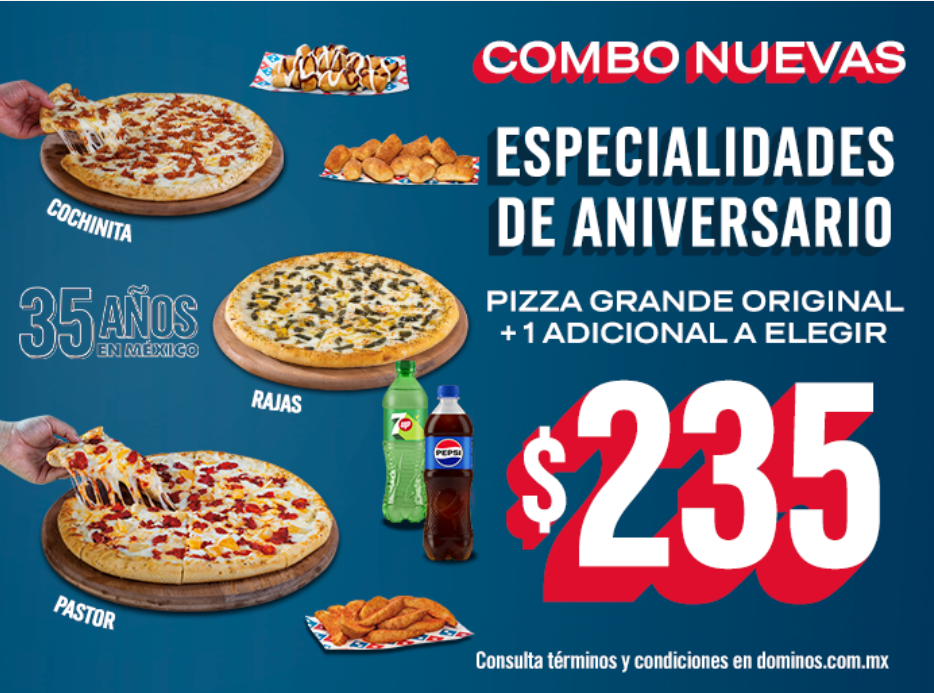 COMBO NUEVAS
ESPECIALIDADES
DE ANIVERSARIO
PIZZA GRANDE ORIGINAL
+ 1 ADICIONAL A ELEGIR
$235
COCHINITA
35 AÑOS
EN MÉXICO
RAJAS
7up
PEPSI
PASTOR
Consulta términos y condiciones en dominos.com.mx